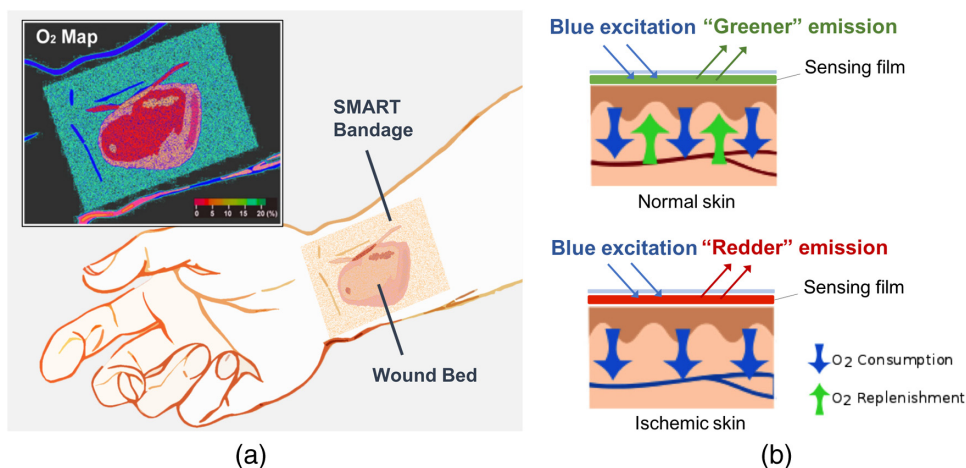 O₂ Map
0 5 10 15 20 (%)
SMART
Bandage
Wound Bed
(a)
Blue excitation “Greener” emission
Sensing film
Normal skin
Blue excitation “Redder” emission
Sensing film
O₂ Consumption
O₂ Replenishment
Ischemic skin
(b)